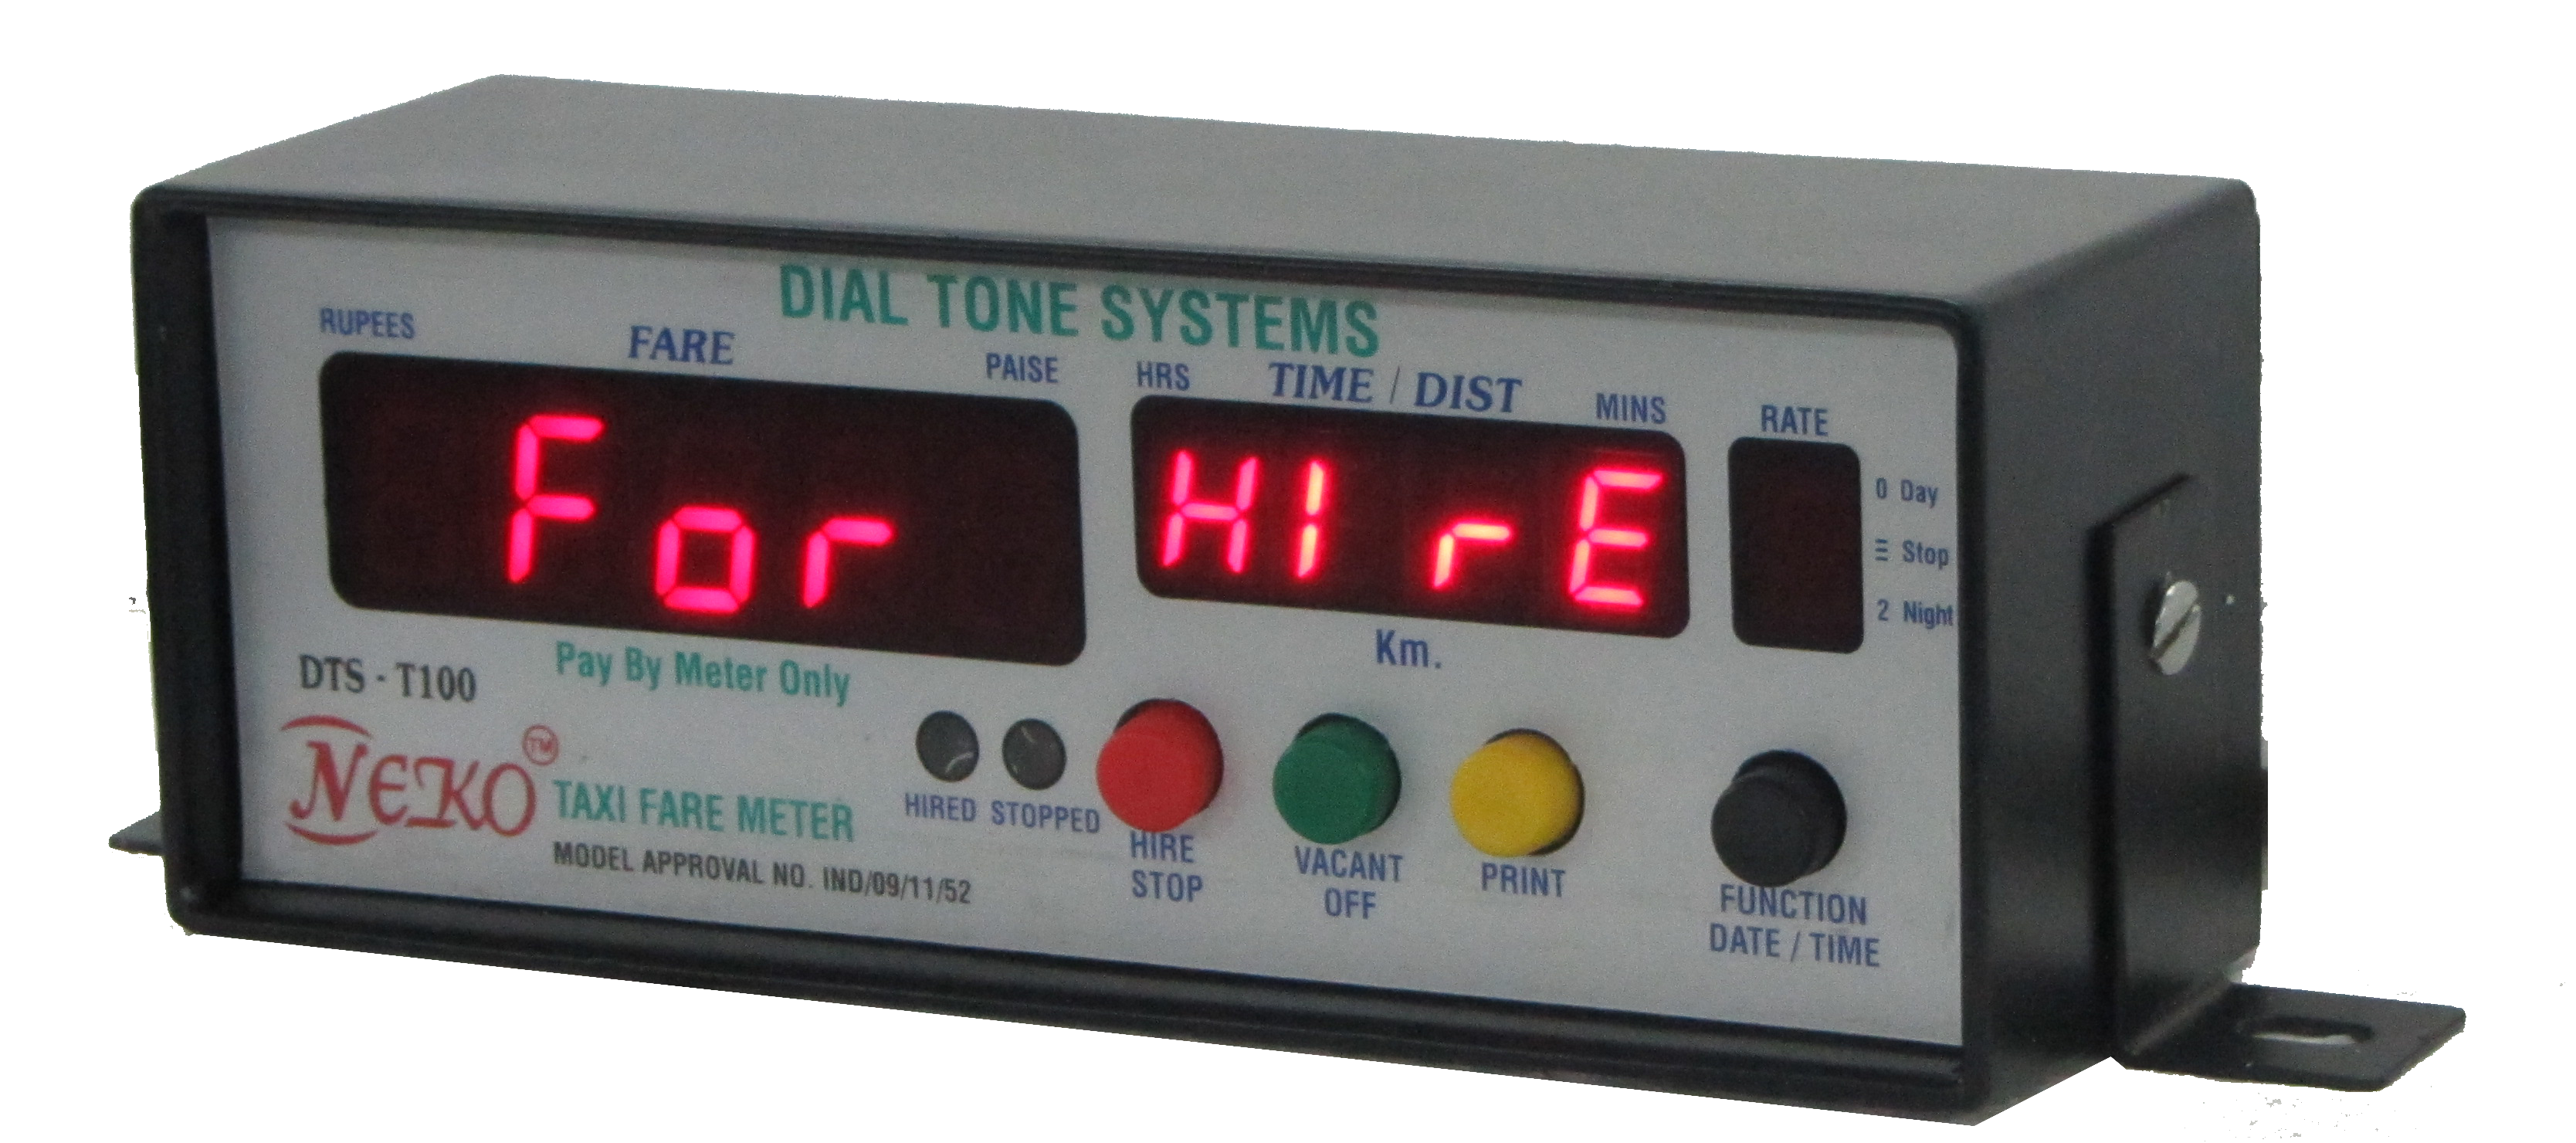 DIAL TONE SYSTEMS
RUPEES FARE PAISE
HRS TIME / DIST MINS
RATE
For
HIrE
0 Day
Ξ Stop
2 Night
Pay By Meter Only
Km.
DTS - T100
NEKO TM
TAXI FARE METER
MODEL APPROVAL NO. IND/09/11/52
HIRED STOPPED
HIRE
STOP
VACANT
OFF
PRINT
FUNCTION
DATE / TIME